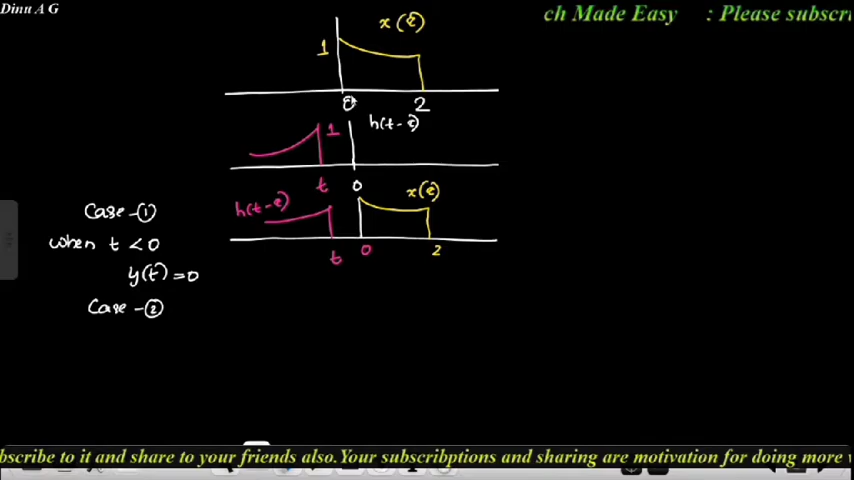 Dinu A G
ch Made Easy : Please subscri
x(τ)
1
0 2
h(t-τ)
1
t 0
h(t-τ) x(τ)
t 0 2
Case-①
when t < 0
y(t) = 0
Case-②
bscribe to it and share to your friends also.Your subscribptions and sharing are motivation for doing more v